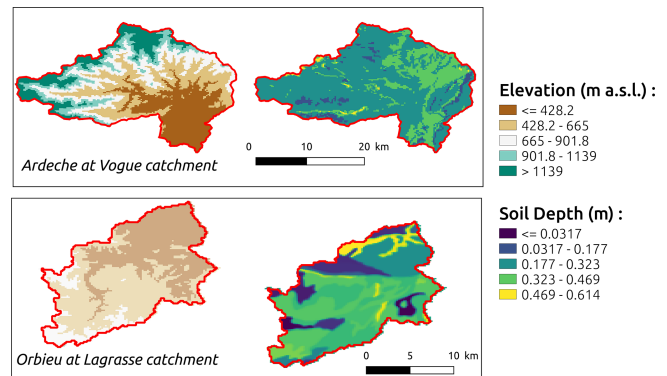 Ardeche at Vogue catchment
0 10 20 km
Orbieu at Lagrasse catchment
0 5 10 km
Elevation (m a.s.l.) :
<= 428.2
428.2 - 665
665 - 901.8
901.8 - 1139
> 1139
Soil Depth (m) :
<= 0.0317
0.0317 - 0.177
0.177 - 0.323
0.323 - 0.469
0.469 - 0.614